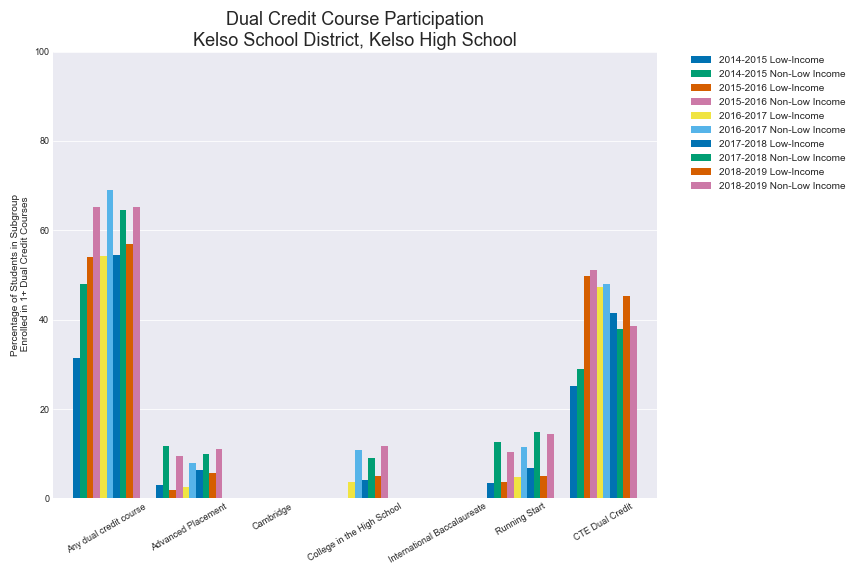 Dual Credit Course Participation
Kelso School District, Kelso High School
Percentage of Students in Subgroup
Enrolled in 1+ Dual Credit Courses
100
80
60
40
20
0
Any dual credit course
Advanced Placement
Cambridge
College in the High School
International Baccalaureate
Running Start
CTE Dual Credit
2014-2015 Low-Income
2014-2015 Non-Low Income
2015-2016 Low-Income
2015-2016 Non-Low Income
2016-2017 Low-Income
2016-2017 Non-Low Income
2017-2018 Low-Income
2017-2018 Non-Low Income
2018-2019 Low-Income
2018-2019 Non-Low Income